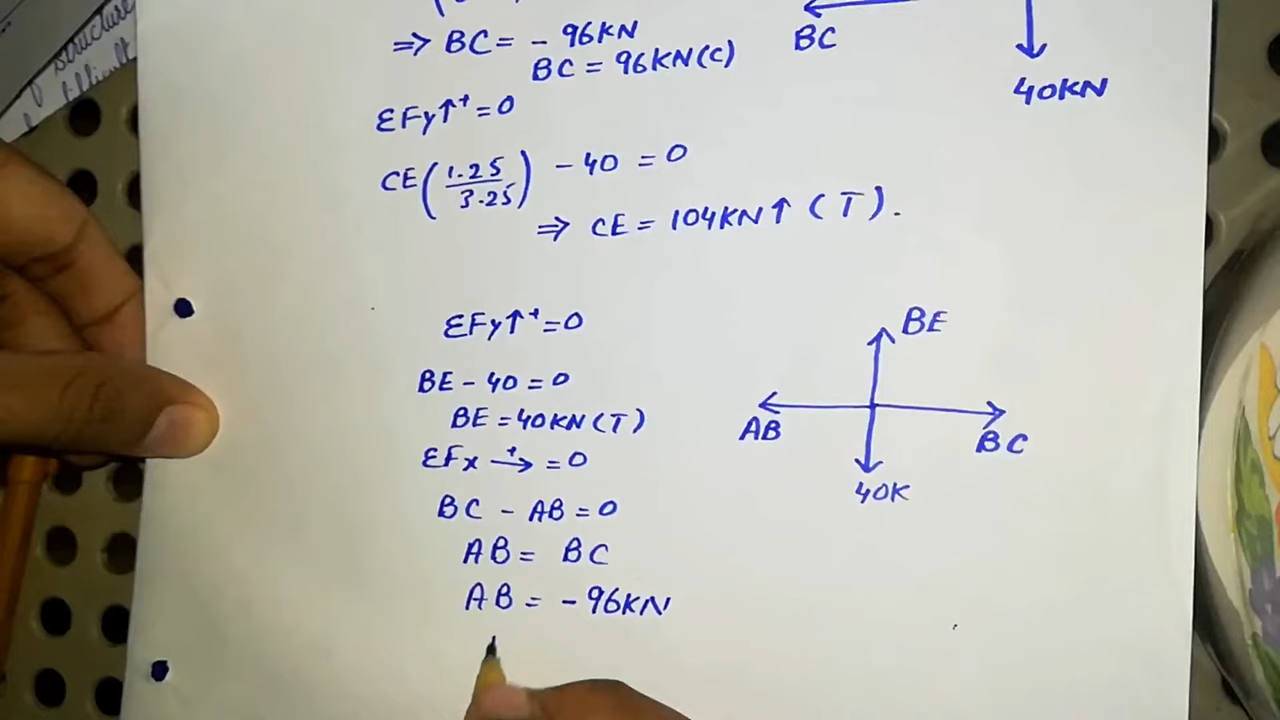 structure
⇒ BC = - 96KN
BC = 96KN(C)
BC
40KN
ΣFy↑⁺=0
CE(1.25/3.25) - 40 = 0
⇒ CE = 104KN↑ (T).
ΣFy↑⁺=0
BE - 40 = 0
BE = 40KN(T)
ΣFx →⁺ = 0
BC - AB = 0
AB = BC
AB = - 96KN
BE
AB
BC
40K